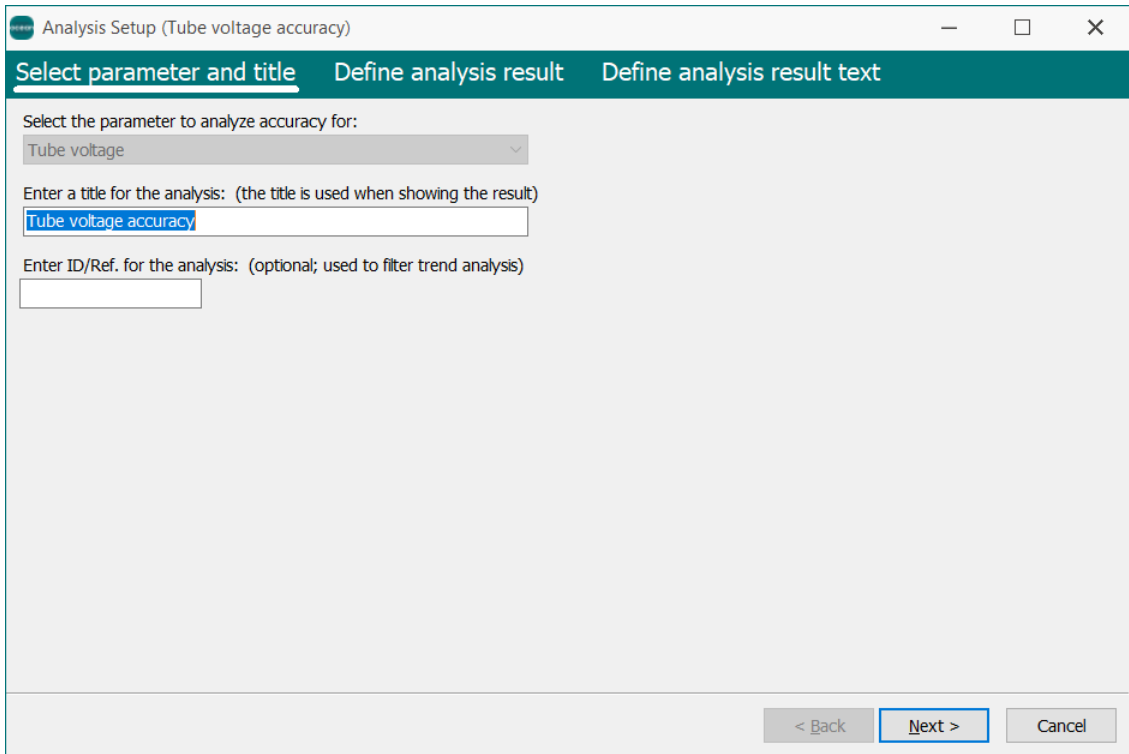 Analysis Setup (Tube voltage accuracy)
Select parameter and title Define analysis result Define analysis result text
Select the parameter to analyze accuracy for:
Tube voltage
Enter a title for the analysis: (the title is used when showing the result)
Tube voltage accuracy
Enter ID/Ref. for the analysis: (optional; used to filter trend analysis)
< Back Next > Cancel